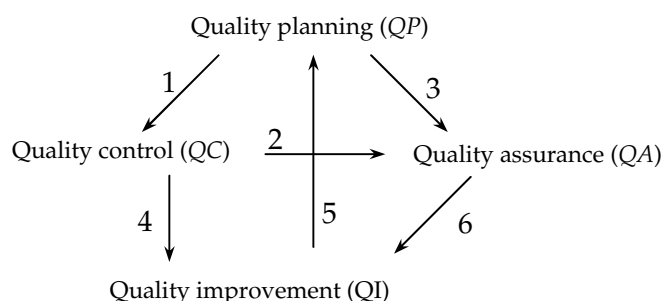 Quality planning (QP)
1
3
Quality control (QC)
2
Quality assurance (QA)
4
5
6
Quality improvement (QI)